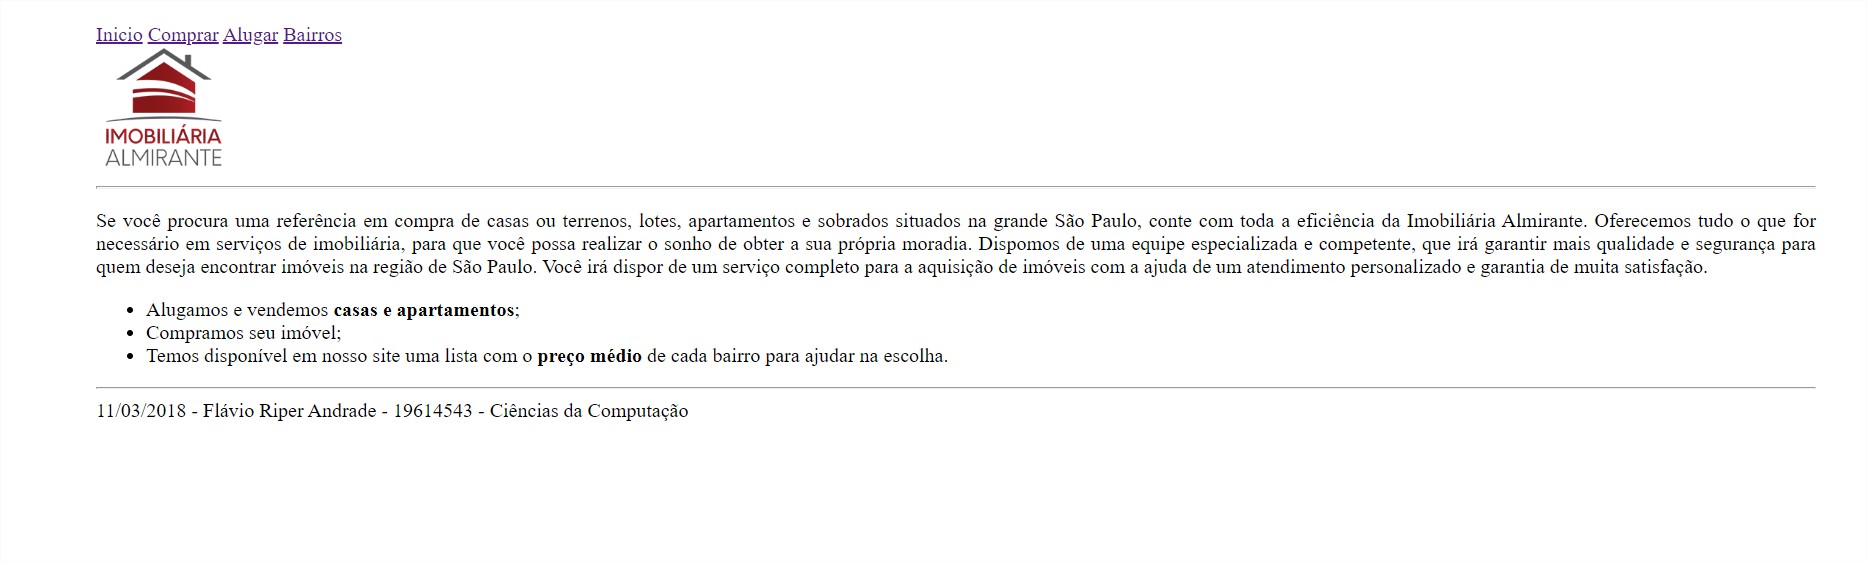 Inicio Comprar Alugar Bairros
IMOBILIÁRIA
ALMIRANTE
Se você procura uma referência em compra de casas ou terrenos, lotes, apartamentos e sobrados situados na grande São Paulo, conte com toda a eficiência da Imobiliária Almirante. Oferecemos tudo o que for
necessário em serviços de imobiliária, para que você possa realizar o sonho de obter a sua própria moradia. Dispomos de uma equipe especializada e competente, que irá garantir mais qualidade e segurança para
quem deseja encontrar imóveis na região de São Paulo. Você irá dispor de um serviço completo para a aquisição de imóveis com a ajuda de um atendimento personalizado e garantia de muita satisfação.
• Alugamos e vendemos casas e apartamentos;
• Compramos seu imóvel;
• Temos disponível em nosso site uma lista com o preço médio de cada bairro para ajudar na escolha.
11/03/2018 - Flávio Riper Andrade - 19614543 - Ciências da Computação